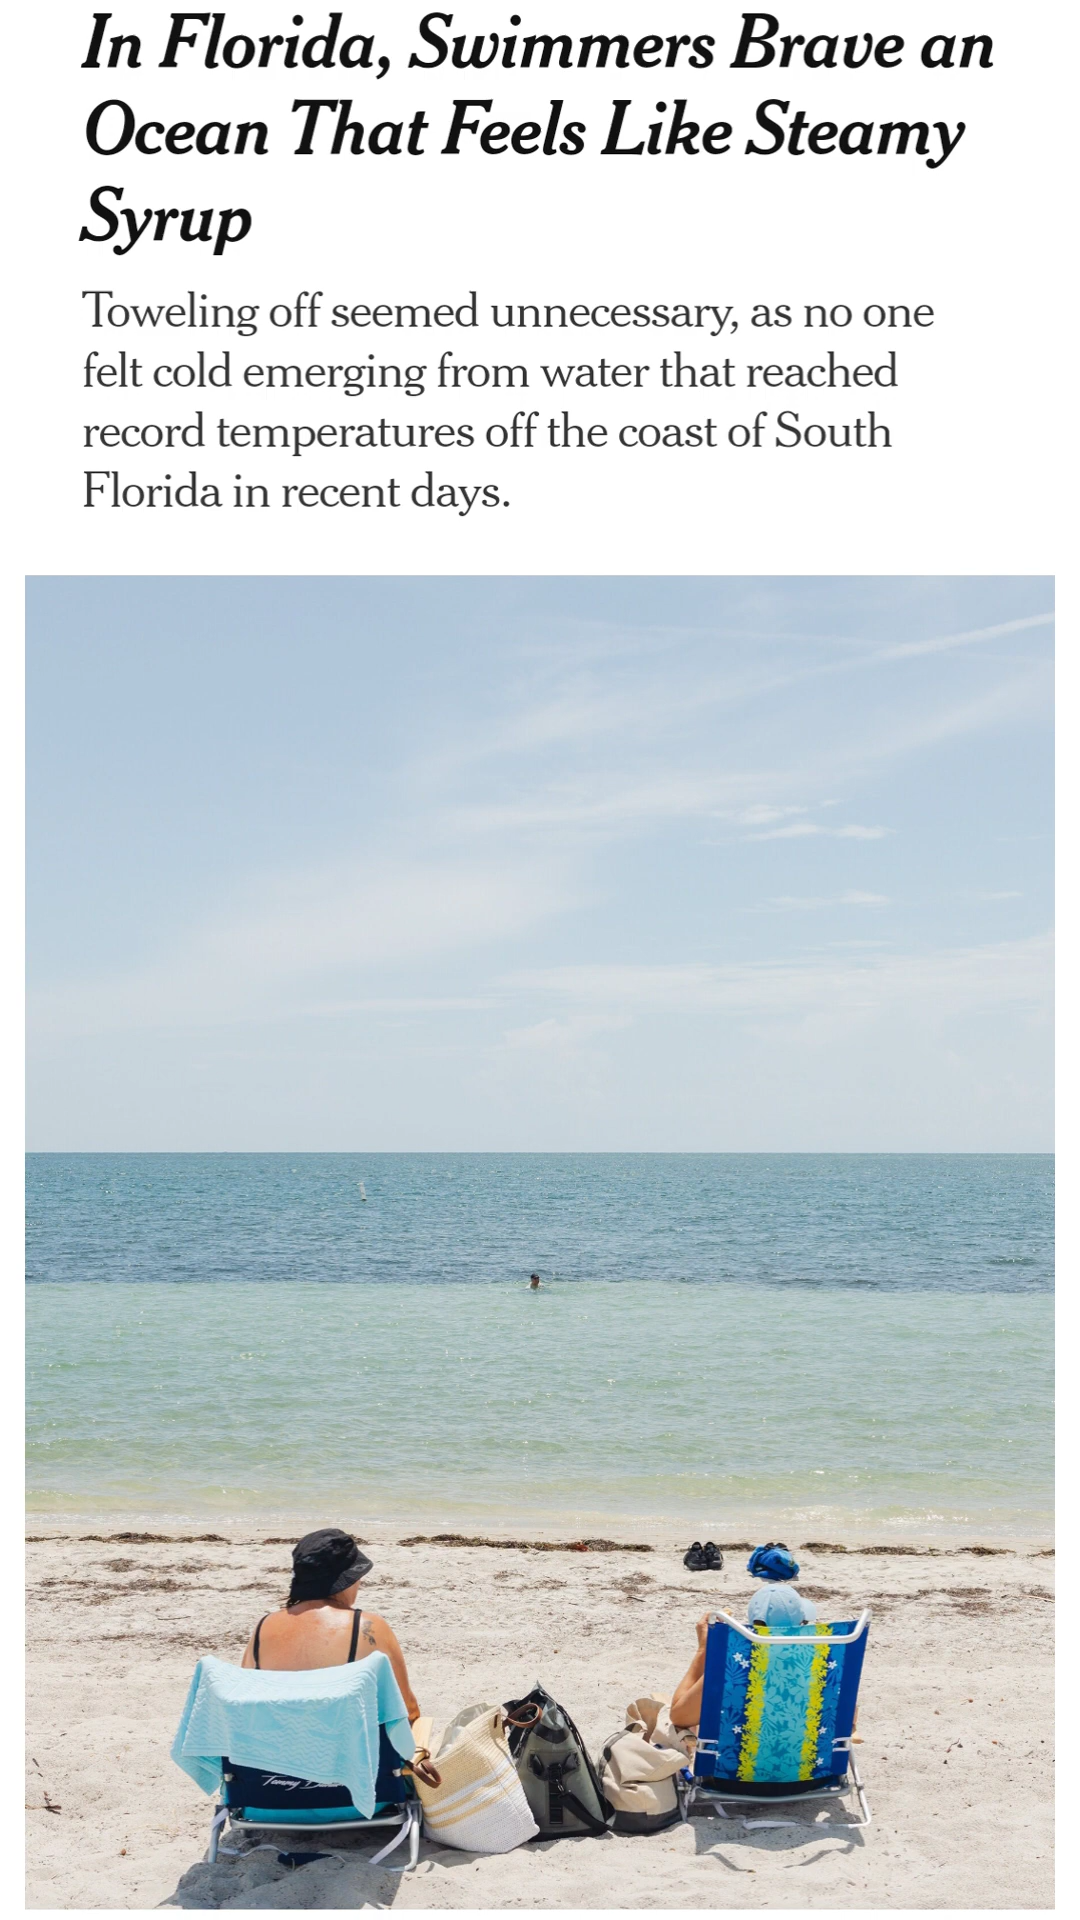 In Florida, Swimmers Brave an
Ocean That Feels Like Steamy
Syrup
Toweling off seemed unnecessary, as no one
felt cold emerging from water that reached
record temperatures off the coast of South
Florida in recent days.
Tommy